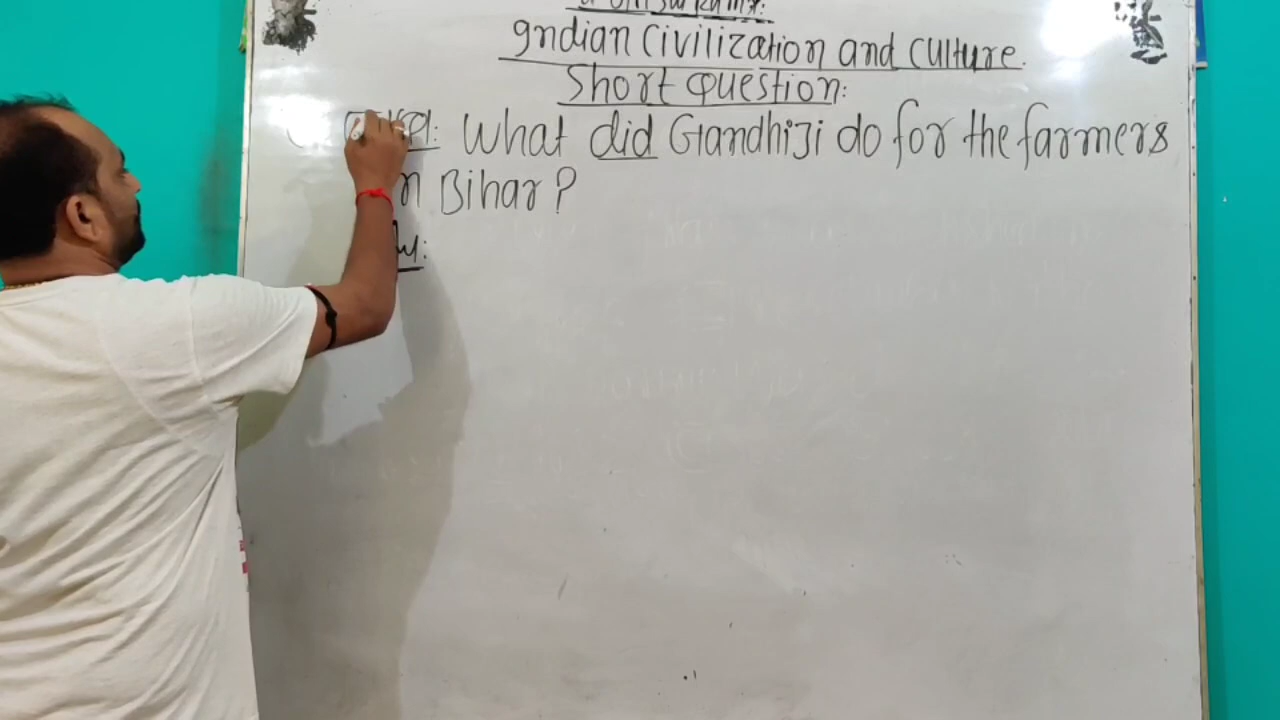 Indian Civilization and Culture.
Short Question:
What did Gandhiji do for the farmers
Bihar?